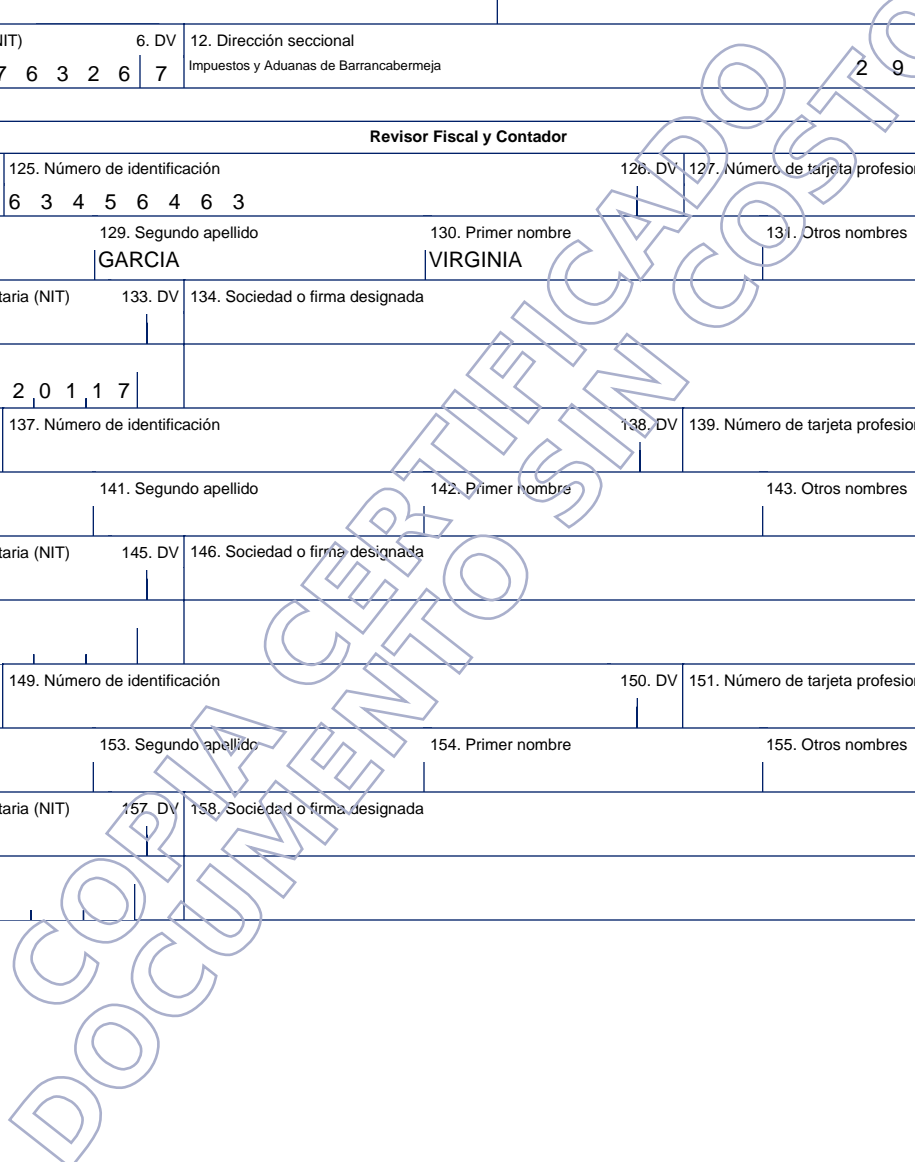 IIT) 6. DV 12. Dirección seccional
7 6 3 2 6 7 Impuestos y Aduanas de Barrancabermeja 2 9
Revisor Fiscal y Contador
125. Número de identificación 126. DV 127. Número de tarjeta profesion
6 3 4 5 6 4 6 3
129. Segundo apellido 130. Primer nombre 131. Otros nombres
GARCIA VIRGINIA
taria (NIT) 133. DV 134. Sociedad o firma designada
2 0 1 1 7
137. Número de identificación 138. DV 139. Número de tarjeta profesion
141. Segundo apellido 142. Primer nombre 143. Otros nombres
taria (NIT) 145. DV 146. Sociedad o firma designada
149. Número de identificación 150. DV 151. Número de tarjeta profesion
153. Segundo apellido 154. Primer nombre 155. Otros nombres
taria (NIT) 157. DV 158. Sociedad o firma designada
COPIA CERTIFICADO
DOCUMENTO SIN COSTO